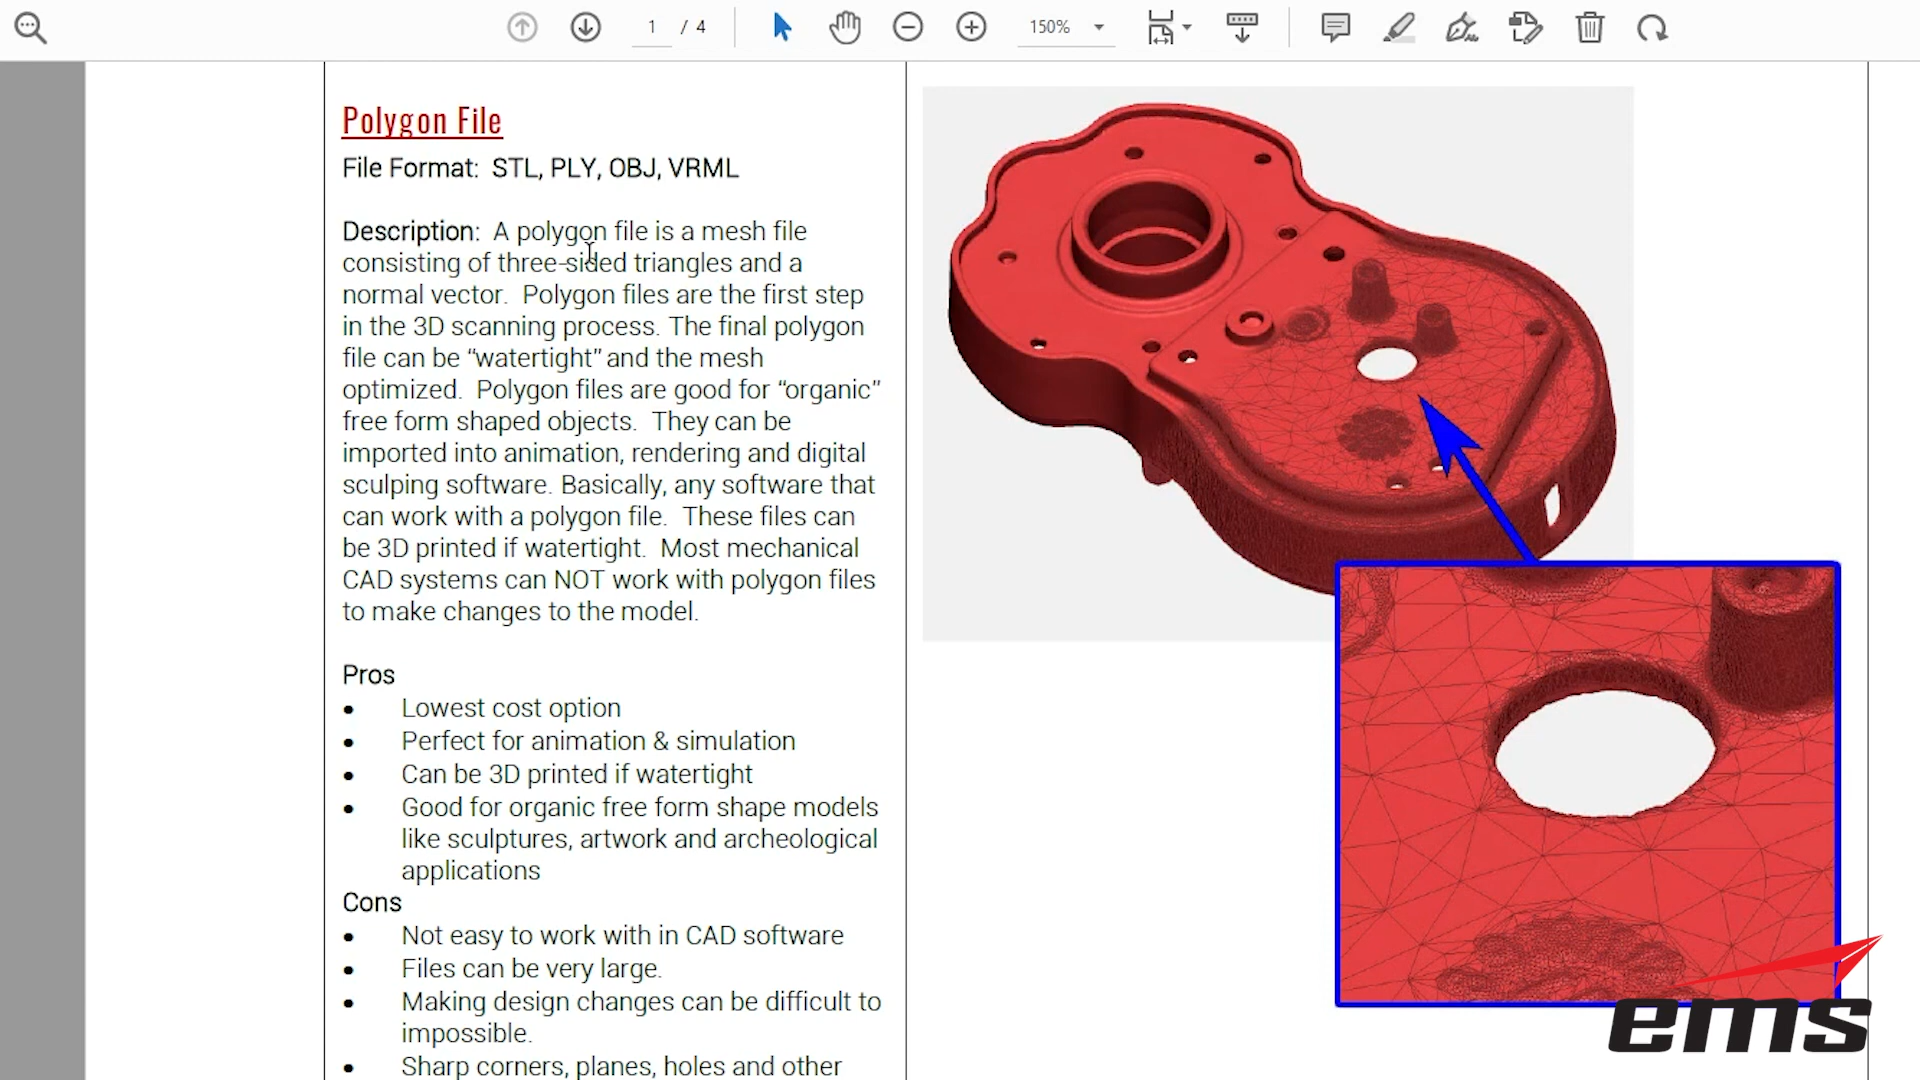 1 / 4
150%
Polygon File
File Format: STL, PLY, OBJ, VRML
Description: A polygon file is a mesh file
consisting of three-sided triangles and a
normal vector. Polygon files are the first step
in the 3D scanning process. The final polygon
file can be “watertight” and the mesh
optimized. Polygon files are good for “organic”
free form shaped objects. They can be
imported into animation, rendering and digital
sculping software. Basically, any software that
can work with a polygon file. These files can
be 3D printed if watertight. Most mechanical
CAD systems can NOT work with polygon files
to make changes to the model.
Pros
• Lowest cost option
• Perfect for animation & simulation
• Can be 3D printed if watertight
• Good for organic free form shape models
like sculptures, artwork and archeological
applications
Cons
• Not easy to work with in CAD software
• Files can be very large.
• Making design changes can be difficult to
impossible.
• Sharp corners, planes, holes and other
ems